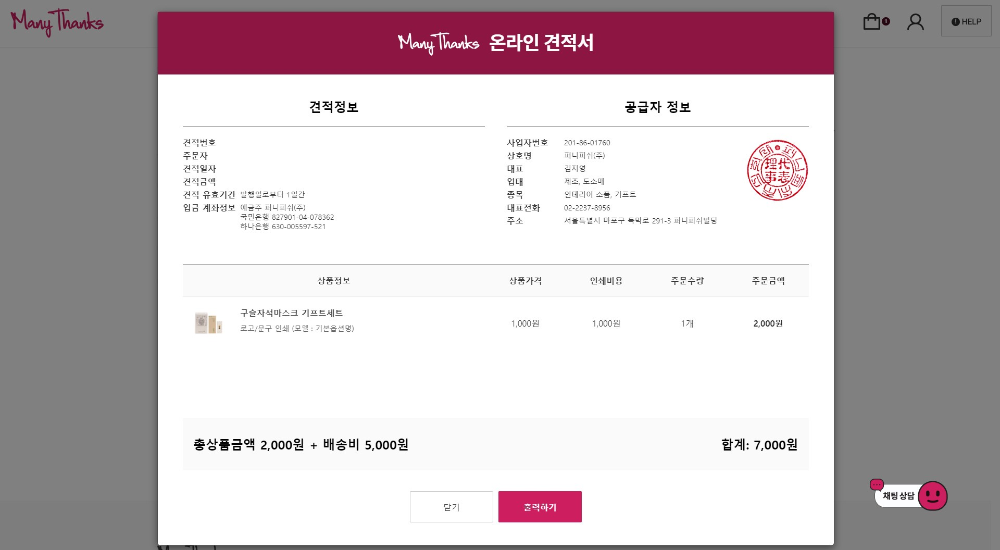 Many Thanks
1
! HELP
Many Thanks 온라인 견적서
견적정보
견적번호
주문자
견적일자
견적금액
견적 유효기간 발행일로부터 1일간
입금 계좌정보 예금주 퍼니피쉬(주)
국민은행 827901-04-078362
하나은행 630-005597-521
공급자 정보
사업자번호 201-86-01760
상호명 퍼니피쉬(주)
대표 김지영
업태 제조, 도소매
종목 인테리어 소품, 기프트
대표전화 02-2237-8956
주소 서울특별시 마포구 독막로 291-3 퍼니피쉬빌딩
상품정보 상품가격 인쇄비용 주문수량 주문금액
구슬자석마스크 기프트세트
로고/문구 인쇄 (모델 : 기본옵션명)
1,000원 1,000원 1개 2,000원
총상품금액 2,000원 + 배송비 5,000원 합계: 7,000원
채팅 상담
닫기 출력하기